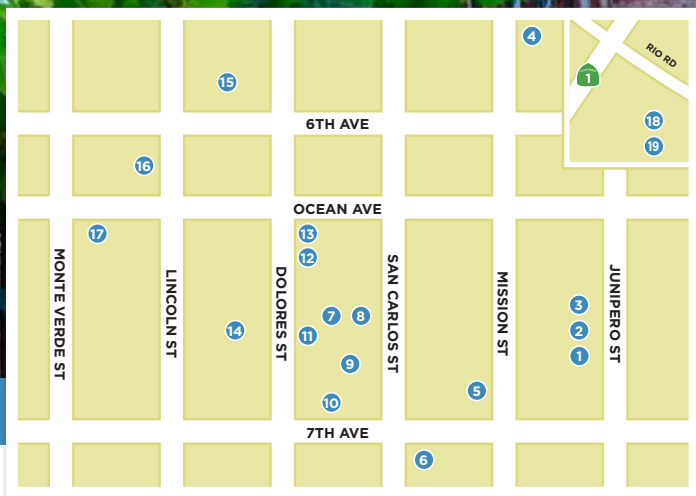 4
RIO RD
1
15
18
6TH AVE
19
16
OCEAN AVE
17
13
12
MONTE VERDE ST
LINCOLN ST
DOLORES ST
SAN CARLOS ST
MISSION ST
JUNIPERO ST
3
7
8
14
2
11
1
9
5
10
7TH AVE
6